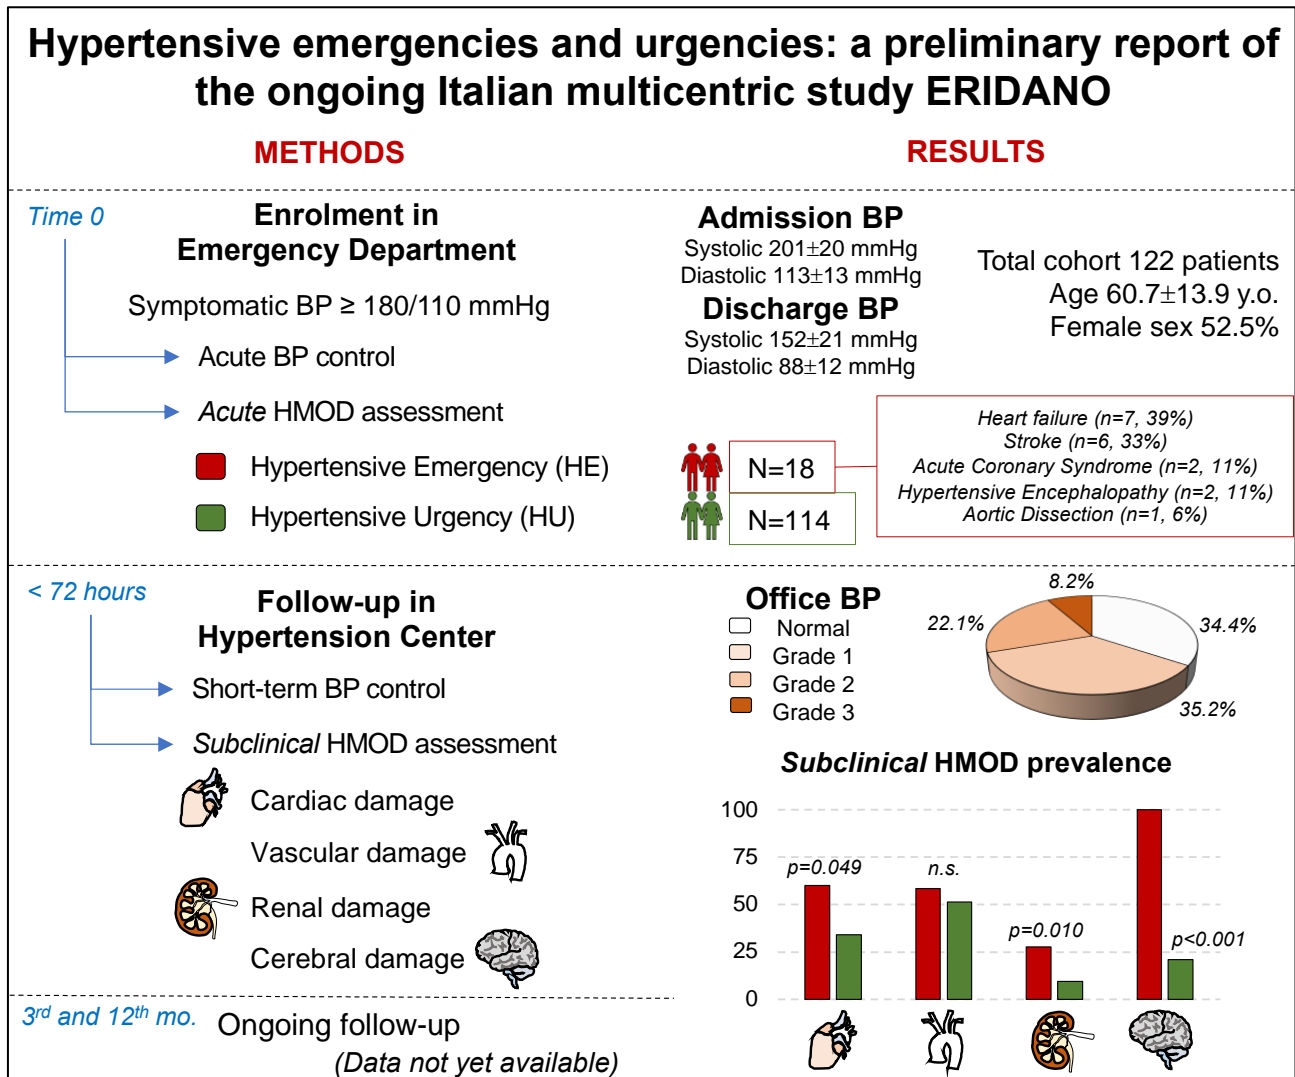 Hypertensive emergencies and urgencies: a preliminary report of
the ongoing Italian multicentric study ERIDANO
METHODS
Time 0
Enrolment in
Emergency Department
Symptomatic BP ≥ 180/110 mmHg
Acute BP control
Acute HMOD assessment
Hypertensive Emergency (HE)
Hypertensive Urgency (HU)
< 72 hours
Follow-up in
Hypertension Center
Short-term BP control
Subclinical HMOD assessment
Cardiac damage
Vascular damage
Renal damage
Cerebral damage
3rd and 12th mo.
Ongoing follow-up
(Data not yet available)
RESULTS
Admission BP
Systolic 201±20 mmHg
Diastolic 113±13 mmHg
Discharge BP
Systolic 152±21 mmHg
Diastolic 88±12 mmHg
Total cohort 122 patients
Age 60.7±13.9 y.o.
Female sex 52.5%
N=18
N=114
Heart failure (n=7, 39%)
Stroke (n=6, 33%)
Acute Coronary Syndrome (n=2, 11%)
Hypertensive Encephalopathy (n=2, 11%)
Aortic Dissection (n=1, 6%)
Office BP
Normal
Grade 1
Grade 2
Grade 3
8.2%
22.1%
34.4%
35.2%
Subclinical HMOD prevalence
100
75
50
25
0
p=0.049
n.s.
p=0.010
p<0.001